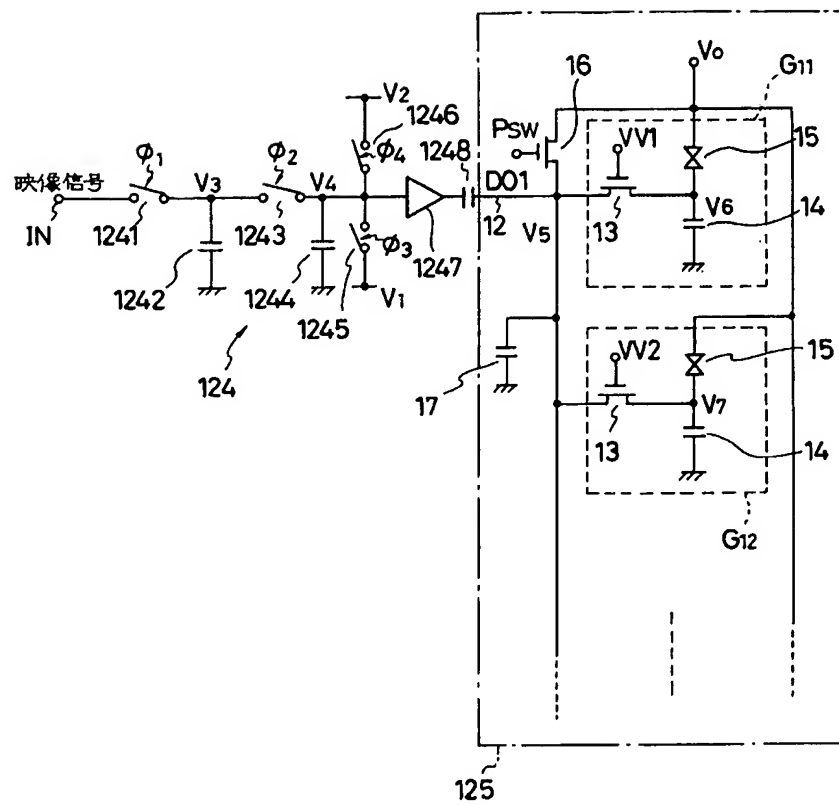 V₀
G₁₁
16
V₂
1246
PSW
15
φ₄
1248
VV1
φ₁
φ₂
映像信号
V₃
V₄
DO1
V₆
14
IN
1241
1243
12
13
φ₃
1247
V₅
1242
1244
1245
V₁
15
VV2
124
17
V₇
13
14
G₁₂
125